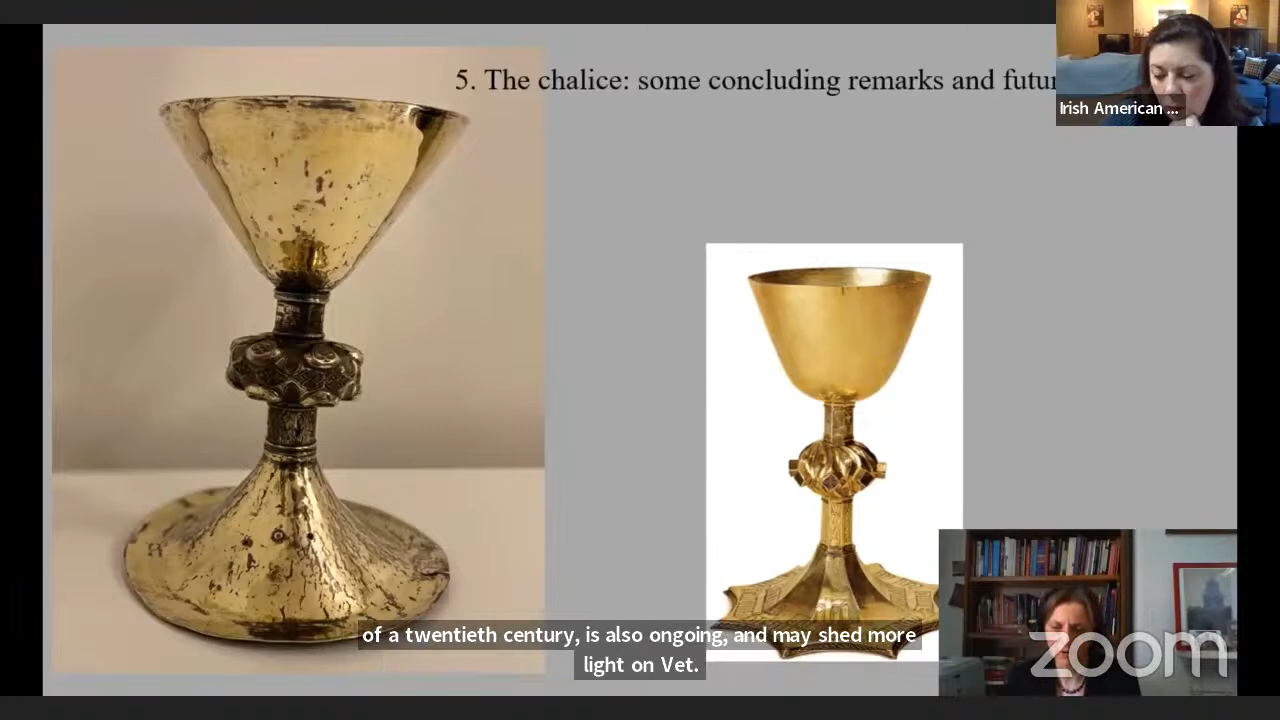 5. The chalice: some concluding remarks and futu
Irish American ...
of a twentieth century, is also ongoing, and may shed more
light on Vet.
zoom